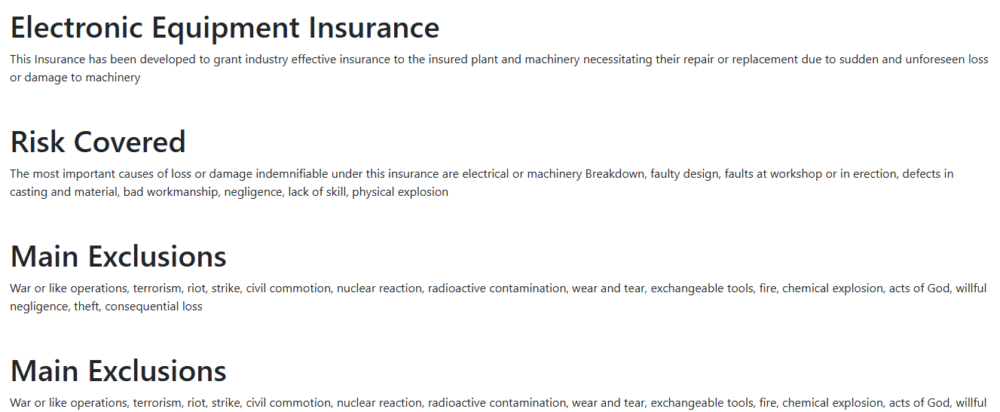 Electronic Equipment Insurance
This Insurance has been developed to grant industry effective insurance to the insured plant and machinery necessitating their repair or replacement due to sudden and unforeseen loss
or damage to machinery
Risk Covered
The most important causes of loss or damage indemnifiable under this insurance are electrical or machinery Breakdown, faulty design, faults at workshop or in erection, defects in
casting and material, bad workmanship, negligence, lack of skill, physical explosion
Main Exclusions
War or like operations, terrorism, riot, strike, civil commotion, nuclear reaction, radioactive contamination, wear and tear, exchangeable tools, fire, chemical explosion, acts of God, willful
negligence, theft, consequential loss
Main Exclusions
War or like operations, terrorism, riot, strike, civil commotion, nuclear reaction, radioactive contamination, wear and tear, exchangeable tools, fire, chemical explosion, acts of God, willful